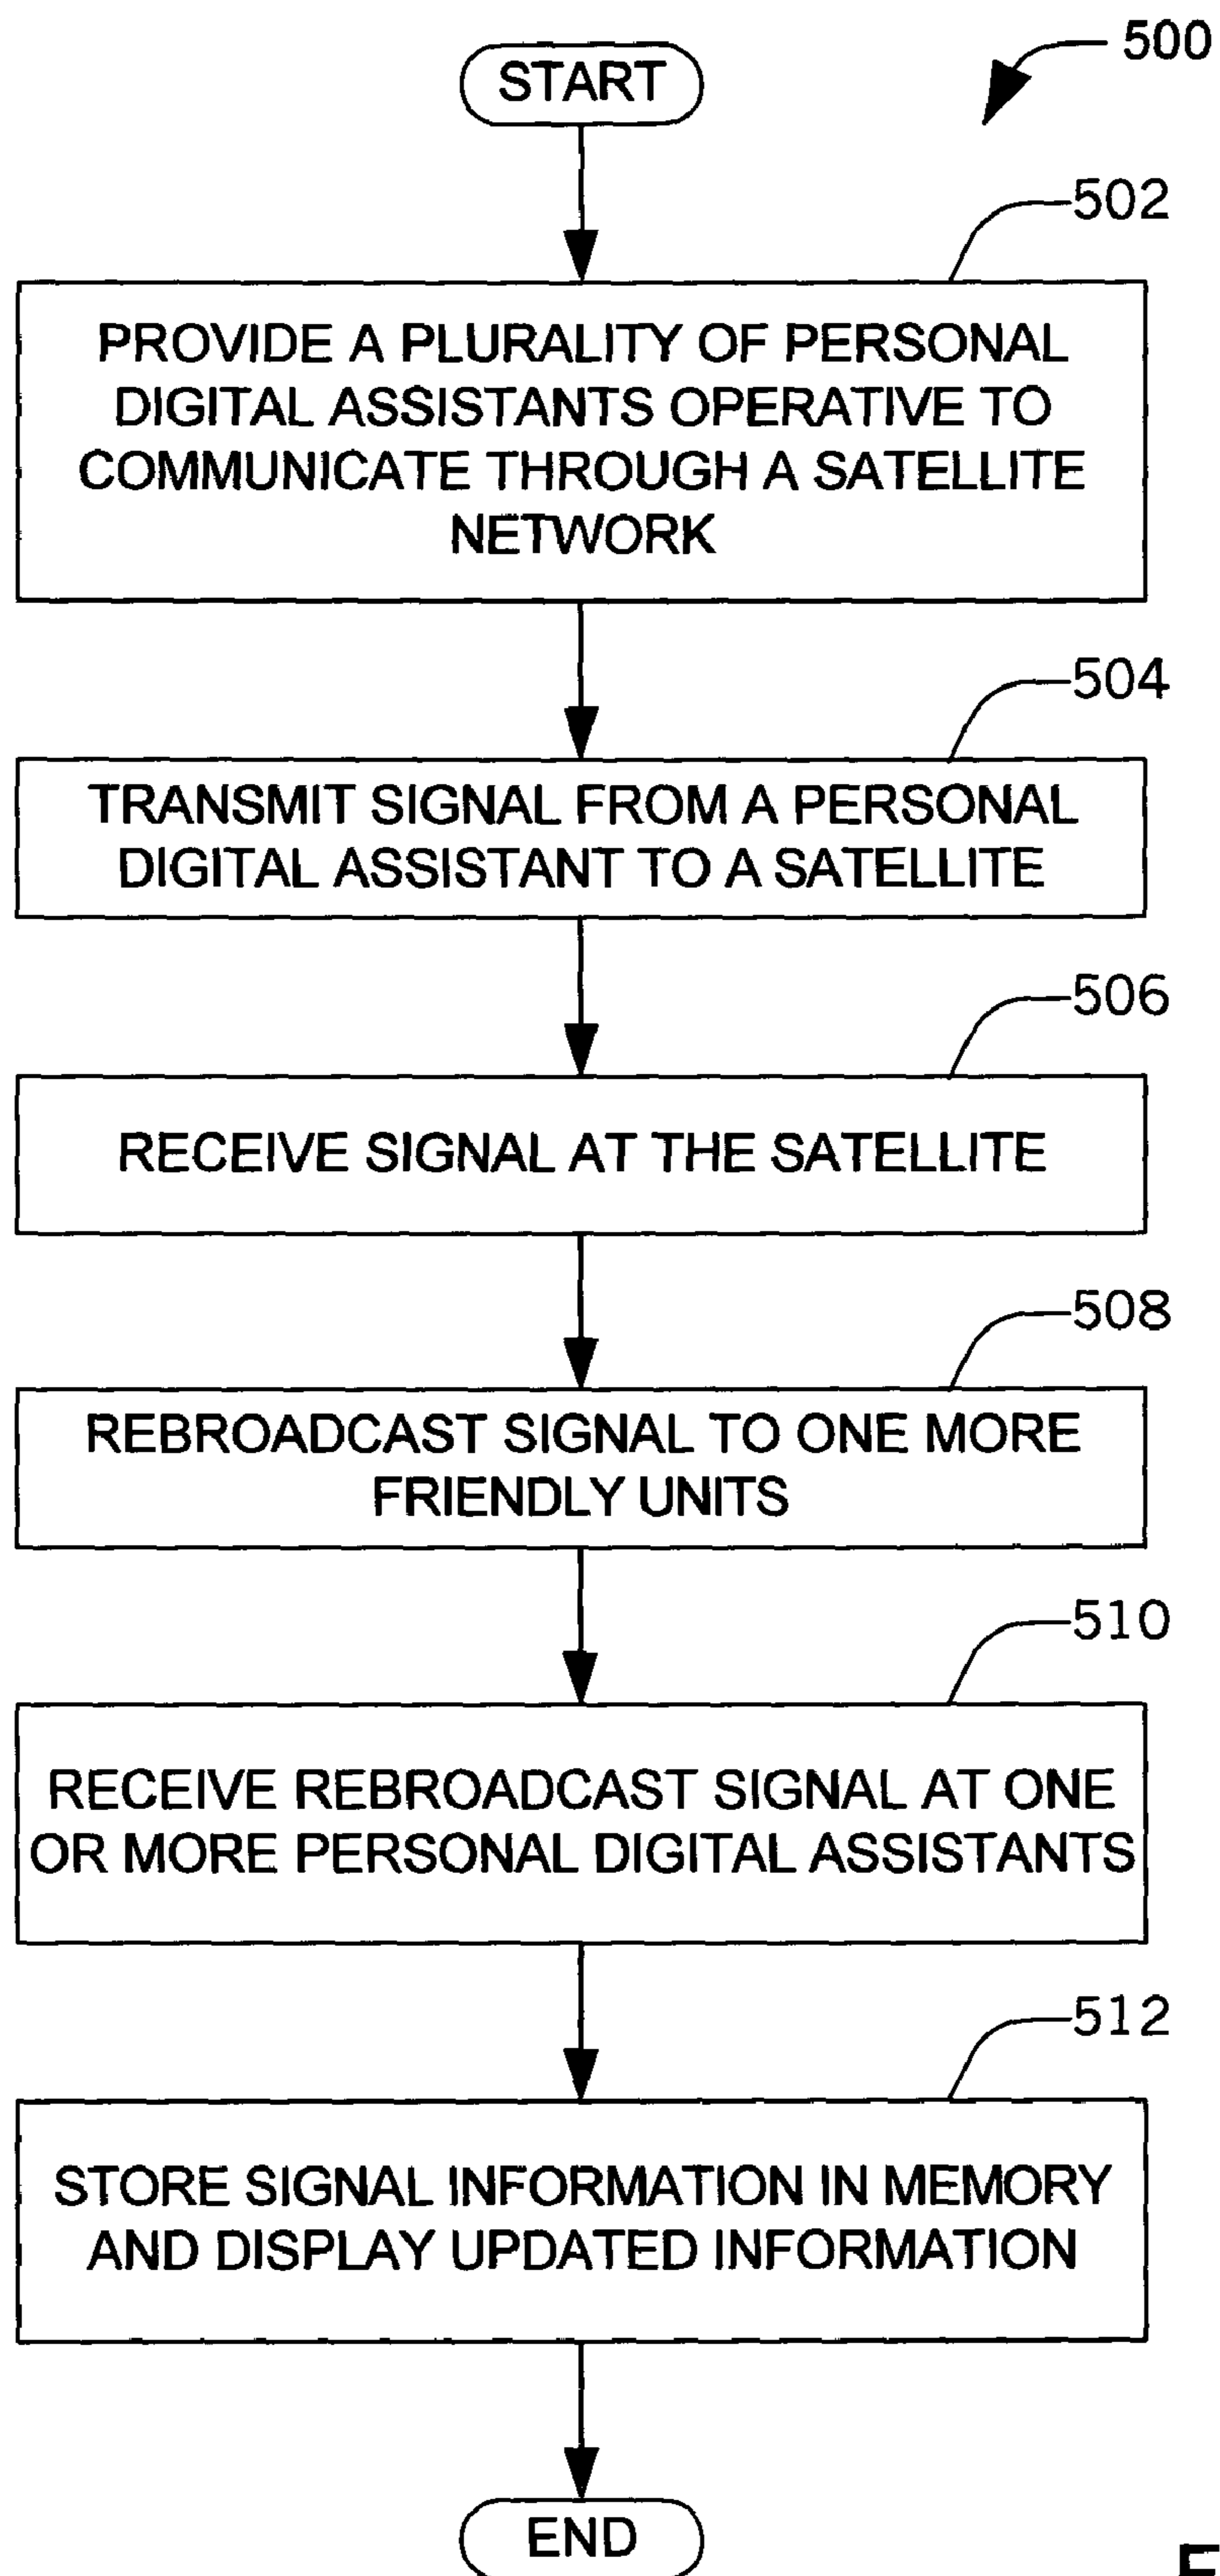 START
500
502
PROVIDE A PLURALITY OF PERSONAL
DIGITAL ASSISTANTS OPERATIVE TO
COMMUNICATE THROUGH A SATELLITE
NETWORK
504
TRANSMIT SIGNAL FROM A PERSONAL
DIGITAL ASSISTANT TO A SATELLITE
506
RECEIVE SIGNAL AT THE SATELLITE
508
REBROADCAST SIGNAL TO ONE MORE
FRIENDLY UNITS
510
RECEIVE REBROADCAST SIGNAL AT ONE
OR MORE PERSONAL DIGITAL ASSISTANTS
512
STORE SIGNAL INFORMATION IN MEMORY
AND DISPLAY UPDATED INFORMATION
END